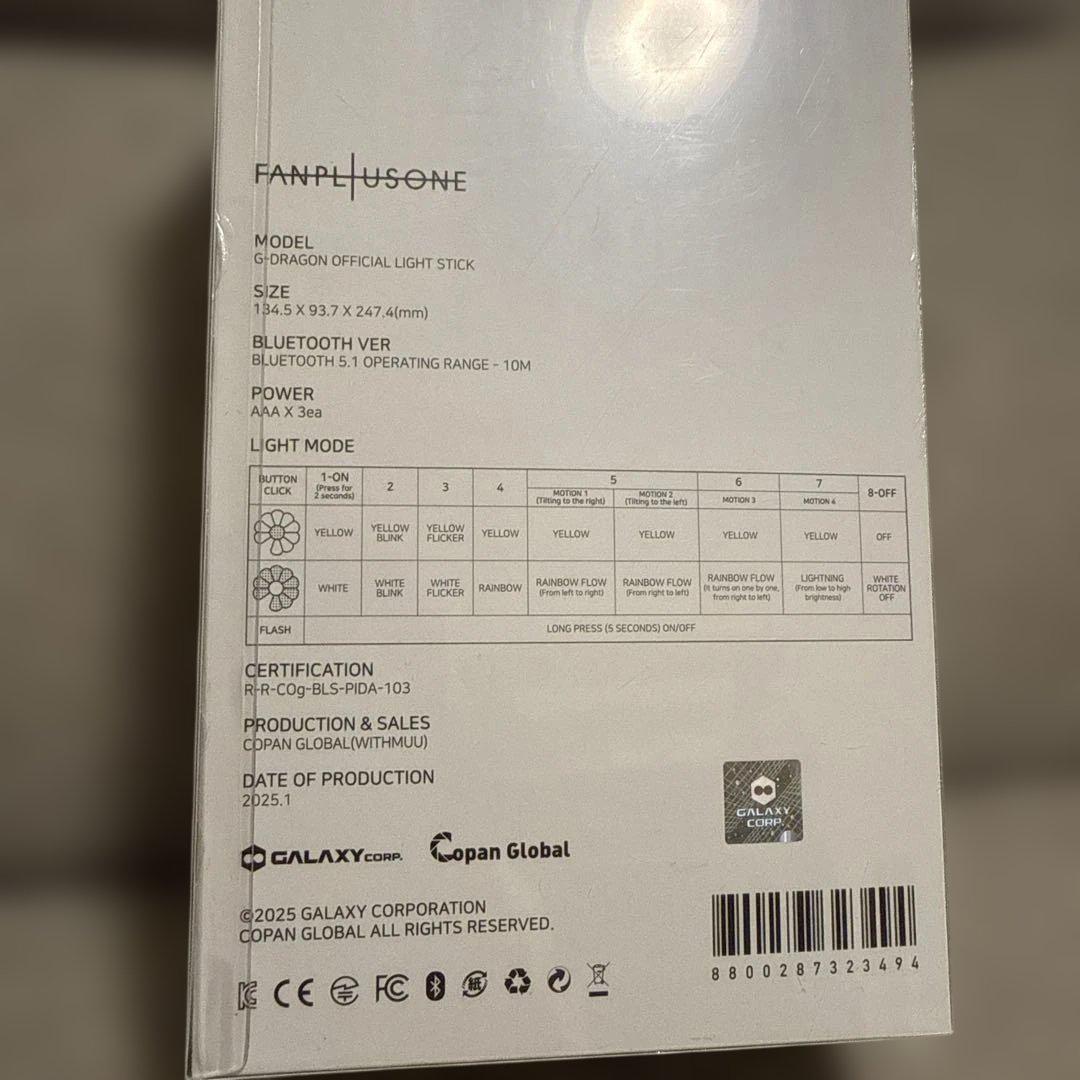 FANPLUSONE
MODEL
G-DRAGON OFFICIAL LIGHT STICK
SIZE
134.5 X 93.7 X 247.4(mm)
BLUETOOTH VER
BLUETOOTH 5.1 OPERATING RANGE - 10M
POWER
AAA X 3ea
LIGHT MODE
BUTTON CLICK 1-ON (Press for 2 seconds) 2 3 4 5 6 7 8-OFF
MOTION 1 (Tilting to the right) MOTION 2 (Tilting to the left) MOTION 3 MOTION 4
YELLOW YELLOW BLINK YELLOW FLICKER YELLOW YELLOW YELLOW YELLOW YELLOW OFF
WHITE WHITE BLINK WHITE FLICKER RAINBOW RAINBOW FLOW (From left to right) RAINBOW FLOW (From right to left) RAINBOW FLOW (It turns on one by one, from right to left) LIGHTNING (From low to high brightness) WHITE ROTATION OFF
FLASH LONG PRESS (5 SECONDS) ON/OFF
CERTIFICATION
R-R-COg-BLS-PIDA-103
PRODUCTION & SALES
COPAN GLOBAL(WITHMUU)
DATE OF PRODUCTION
2025.1
GALAXY CORP.
GALAXYCORP. Copan Global
©2025 GALAXY CORPORATION
COPAN GLOBAL ALL RIGHTS RESERVED.
8800287323494
CE FC 紙